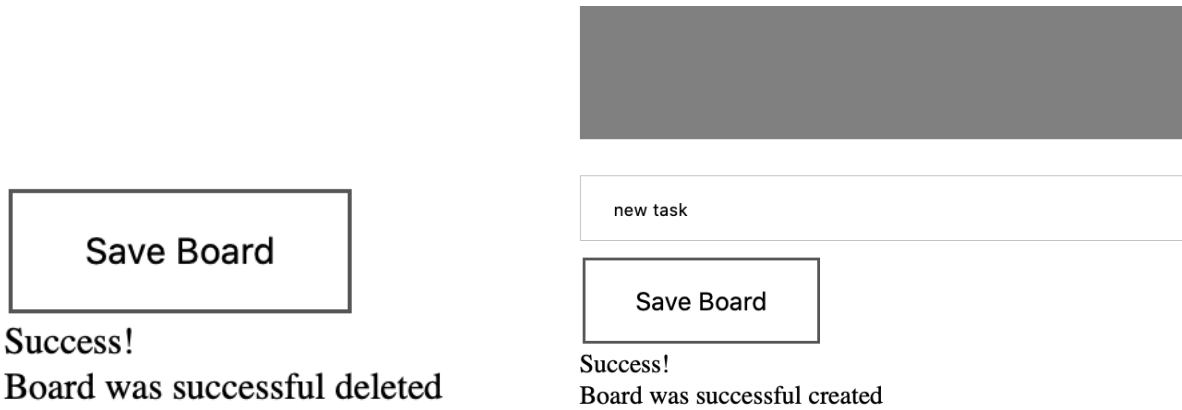 Save Board
Success!
Board was successful deleted
new task
Save Board
Success!
Board was successful created